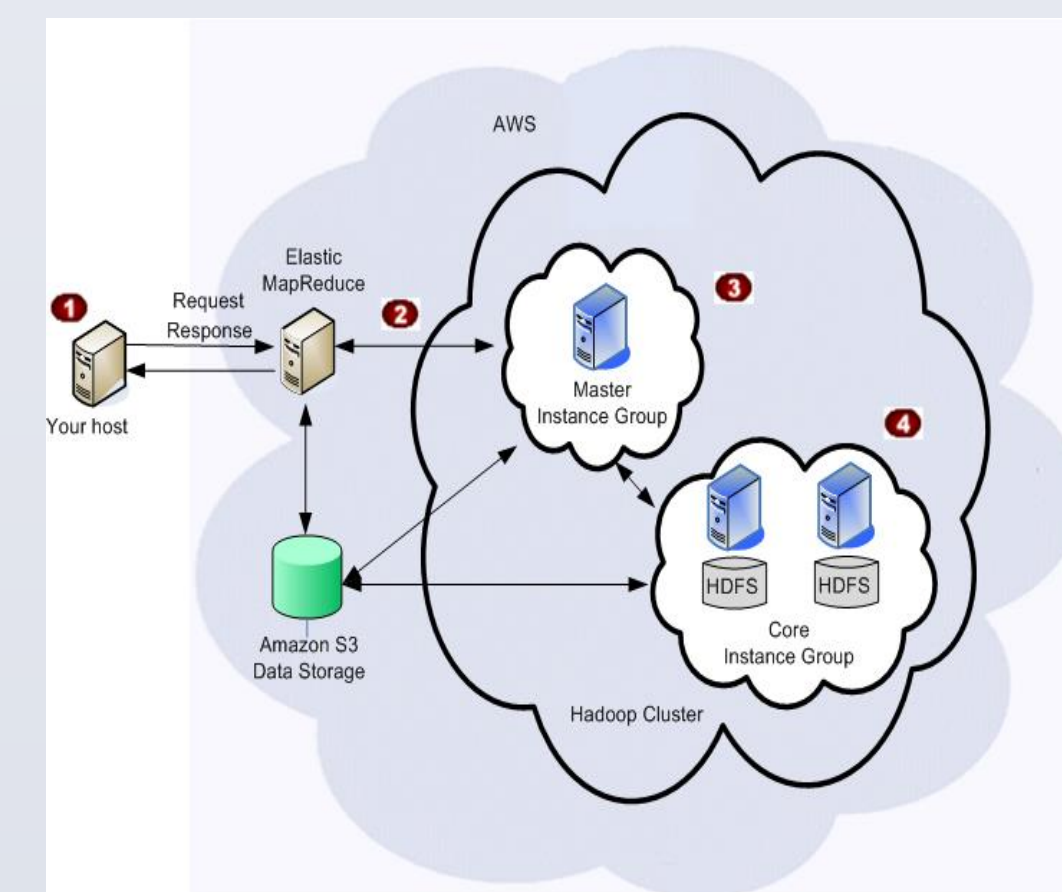 AWS
Elastic
MapReduce
1
Request
Response
2
3
Your host
Master
Instance Group
4
HDFS
HDFS
Core
Instance Group
Amazon S3
Data Storage
Hadoop Cluster